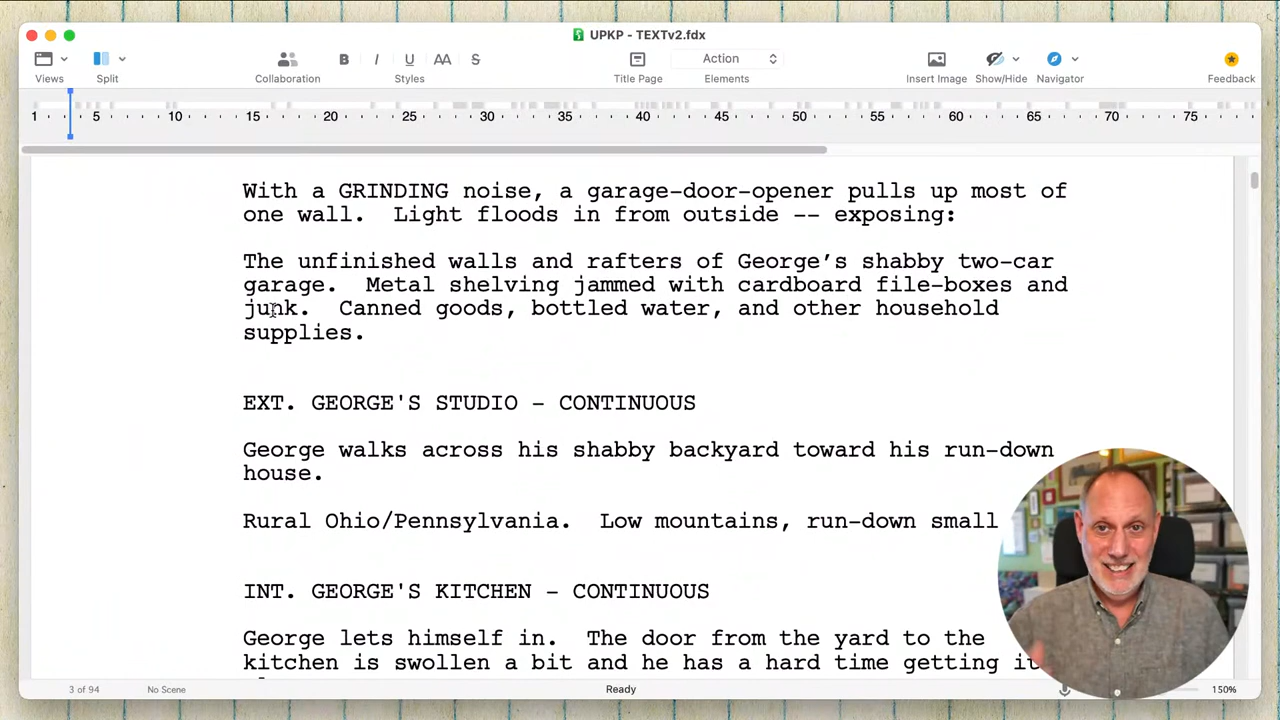 UPKP - TEXTv2.fdx
Views Split Collaboration B I U AA S Styles Title Page Action Elements Insert Image Show/Hide Navigator Feedback
1 5 10 15 20 25 30 35 40 45 50 55 60 65 70 75
With a GRINDING noise, a garage-door-opener pulls up most of
one wall.  Light floods in from outside -- exposing:
The unfinished walls and rafters of George’s shabby two-car
garage.  Metal shelving jammed with cardboard file-boxes and
junk.  Canned goods, bottled water, and other household
supplies.
EXT. GEORGE'S STUDIO - CONTINUOUS
George walks across his shabby backyard toward his run-down
house.
Rural Ohio/Pennsylvania.  Low mountains, run-down small
INT. GEORGE'S KITCHEN - CONTINUOUS
George lets himself in.  The door from the yard to the
kitchen is swollen a bit and he has a hard time getting it
3 of 94 No Scene Ready 150%